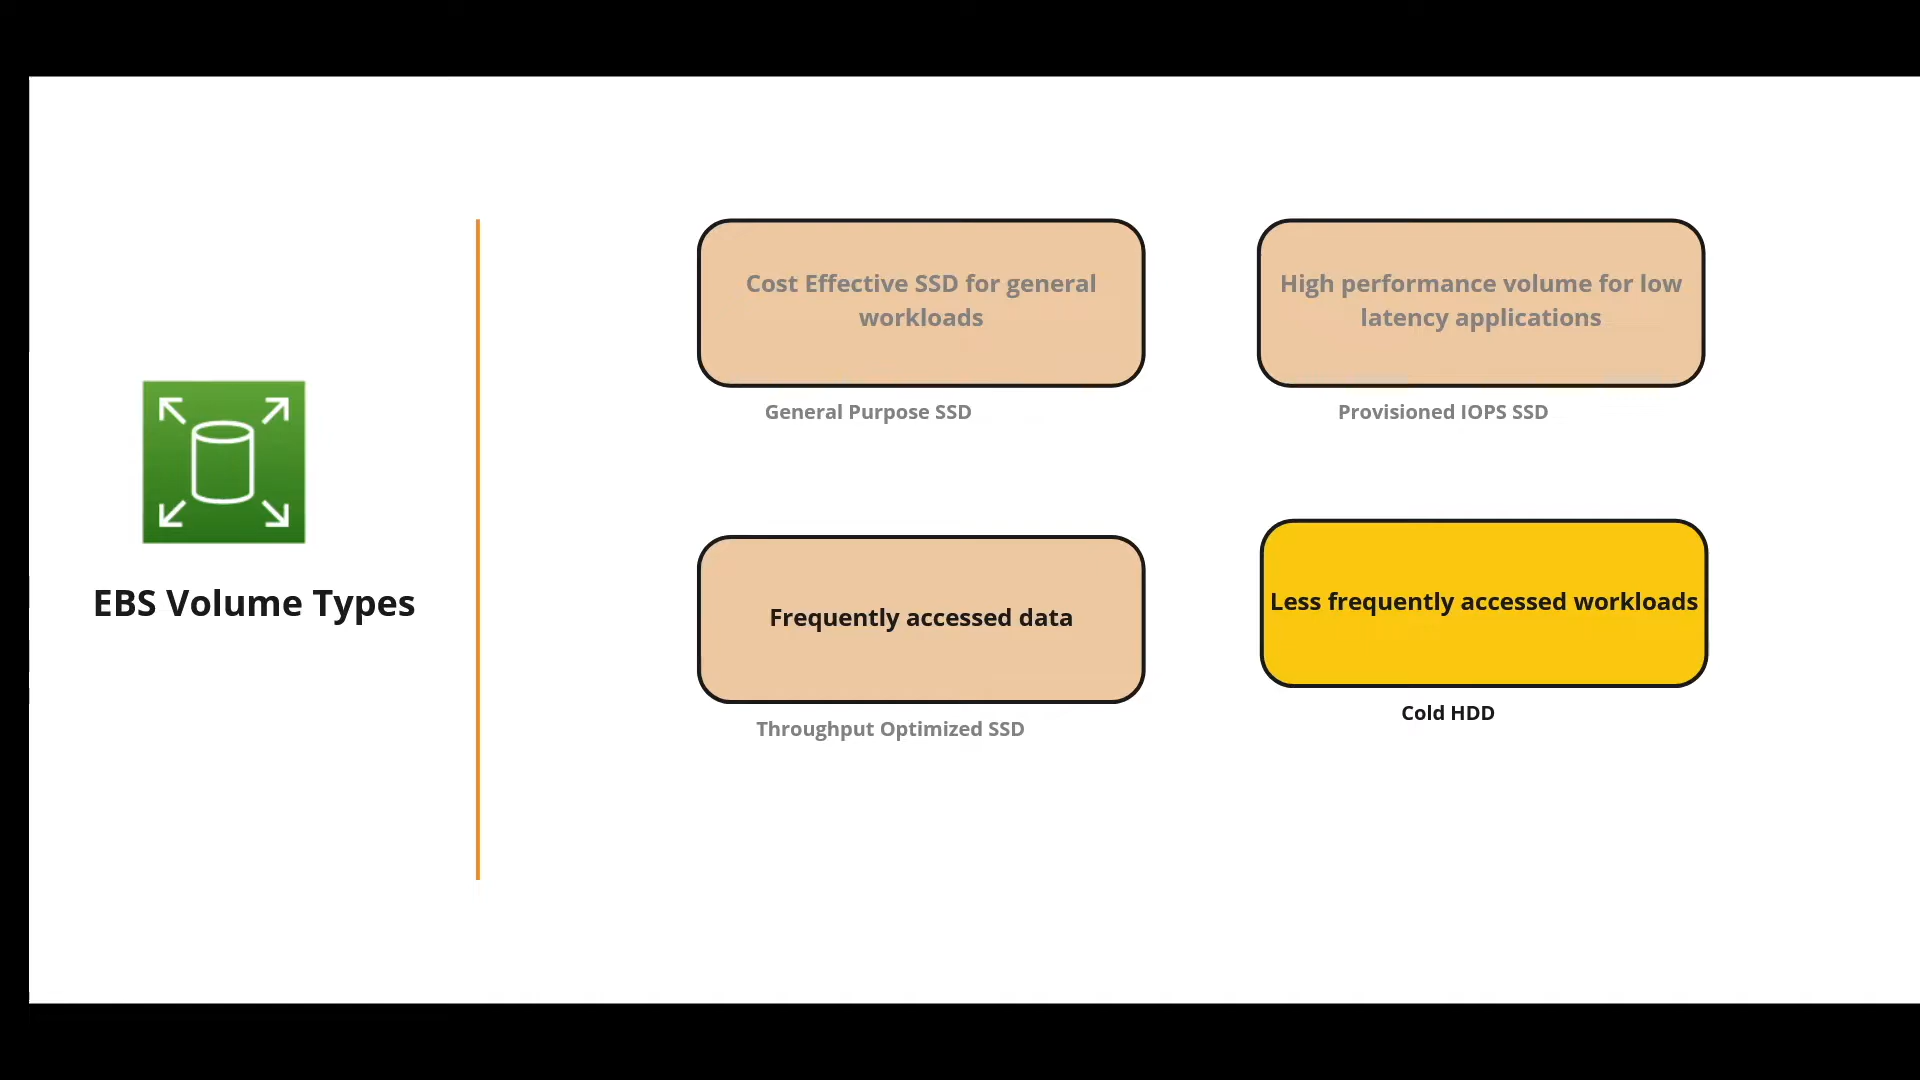 EBS Volume Types
Cost Effective SSD for general
workloads
General Purpose SSD
High performance volume for low
latency applications
Provisioned IOPS SSD
Frequently accessed data
Throughput Optimized SSD
Less frequently accessed workloads
Cold HDD